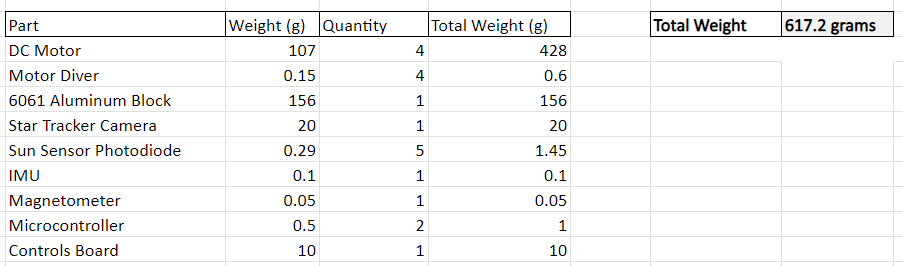 Part Weight (g) Quantity Total Weight (g) Total Weight 617.2 grams
DC Motor 107 4 428
Motor Diver 0.15 4 0.6
6061 Aluminum Block 156 1 156
Star Tracker Camera 20 1 20
Sun Sensor Photodiode 0.29 5 1.45
IMU 0.1 1 0.1
Magnetometer 0.05 1 0.05
Microcontroller 0.5 2 1
Controls Board 10 1 10